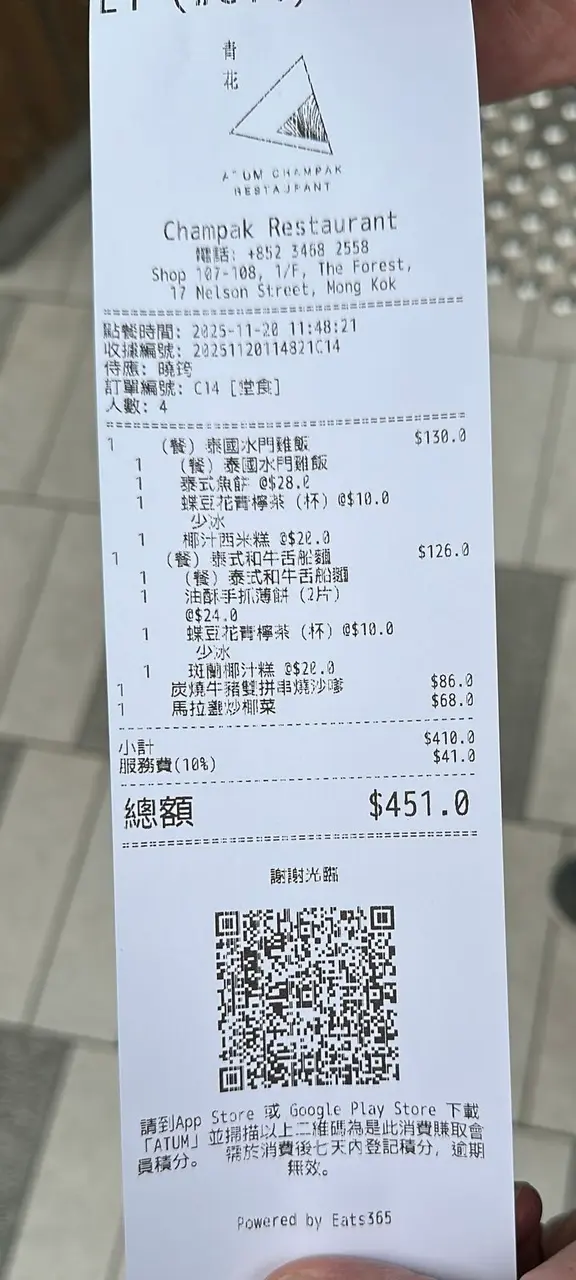 青
花
ATUM CHAMPAK
RESTAURANT
Champak Restaurant
電話: +852 3468 2558
Shop 107-108, 1/F, The Forest,
17 Nelson Street, Mong Kok
點餐時間: 2025-11-20 11:48:21
收據編號: 20251120114821C14
侍應: 曉筠
訂單編號: C14 [堂食]
人數: 4
1 (餐) 泰國水門雞飯 $130.0
1 (餐) 泰國水門雞飯
1 泰式魚餅 @$28.0
1 蝶豆花青檸茶 (杯) @$10.0
少冰
1 椰汁西米糕 @$20.0
1 (餐) 泰式和牛舌船麵 $126.0
1 (餐) 泰式和牛舌船麵
1 油酥手抓薄餅 (2片)
@$24.0
1 蝶豆花青檸茶 (杯) @$10.0
少冰
1 斑蘭椰汁糕 @$20.0
1 炭燒牛豬雙拼串燒沙嗲 $86.0
1 馬拉盞炒椰菜 $68.0
小計 $410.0
服務費(10%) $41.0
總額 $451.0
謝謝光臨
請到App Store 或 Google Play Store 下載
「ATUM」並掃描以上二維碼為是此消費賺取會
員積分。 需於消費後七天內登記積分, 逾期
無效。
Powered by Eats365